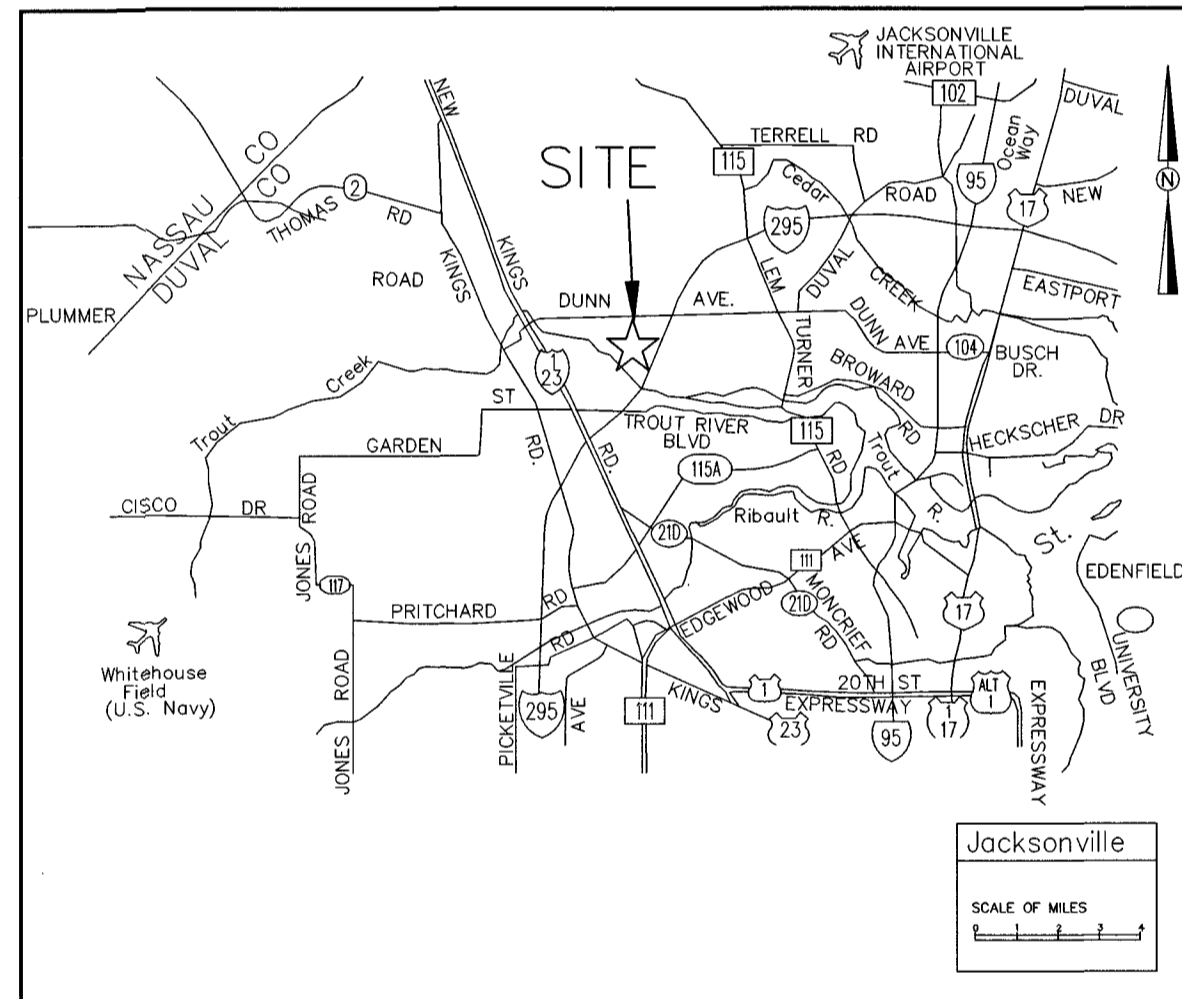 JACKSONVILLE
INTERNATIONAL
AIRPORT
102
DUVAL
NEW
TERRELL RD
115
SITE
Cedar
ROAD
95
Ocean
Way
17
NEW
NASSAU CO
DUVAL CO
THOMAS
2
RD
KINGS
KINGS
295
LEM
TURNER
DUVAL
CREEK
N
ROAD
DUNN AVE.
EASTPORT
PLUMMER
DUNN AVE
104
BUSCH
DR.
1
23
BROWARD
RD
Trout Creek
ST
TROUT RIVER
BLVD
115
RD
HECKSCHER DR
GARDEN
RD.
RD.
115A
Trout
R.
CISCO DR
ROAD
JONES
21D
Ribault R.
St.
111
AVE
EDENFIELD
117
PRITCHARD
RD
EDGEWOOD
21D
MONCRIEF
RD
17
UNIVERSITY
BLVD
Whitehouse
Field
(U.S. Navy)
JONES ROAD
PICKETVILLE
RD
295
AVE
111
KINGS
1
20TH ST
EXPRESSWAY
23
95
1
17
ALT
1
EXPRESSWAY
Jacksonville
SCALE OF MILES
0 1 2 3 4